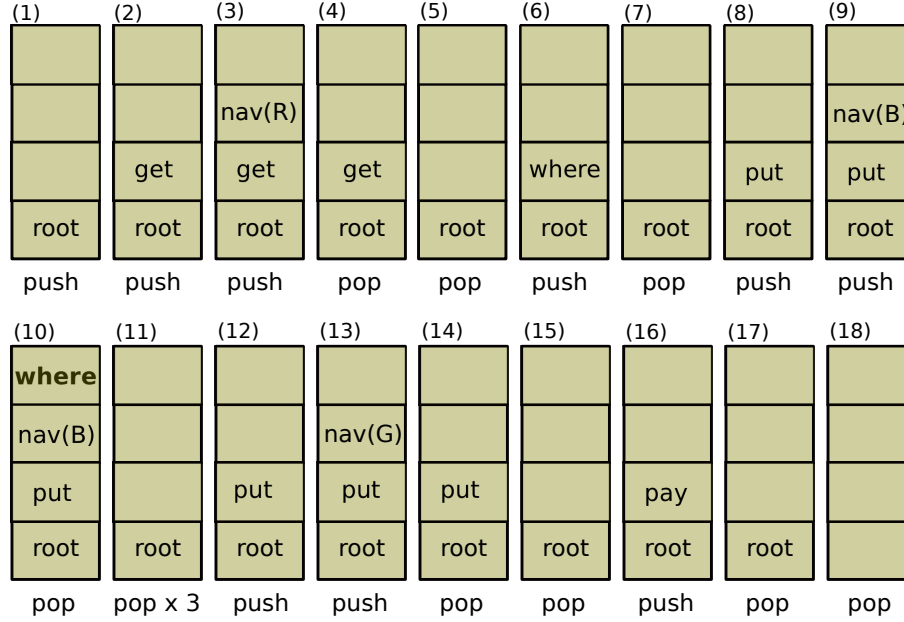 (1) (2) (3) (4) (5) (6) (7) (8) (9)
nav(R) nav(B)
get get get where put put
root root root root root root root root root
push push push pop pop push pop push push
(10) (11) (12) (13) (14) (15) (16) (17) (18)
where
nav(B) nav(G)
put put put put pay
root root root root root root root root
pop pop x 3 push push pop pop push pop pop